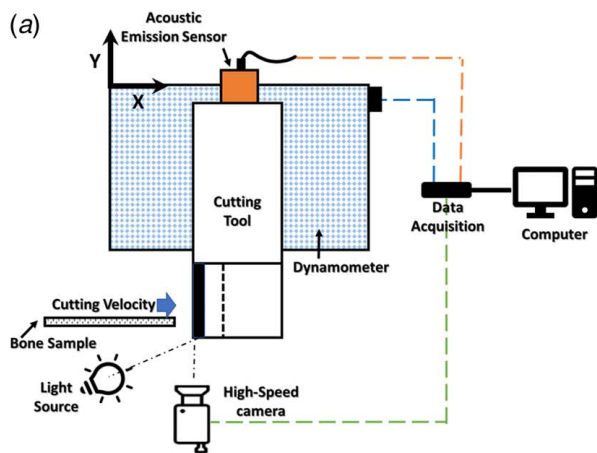 (a)
Acoustic
Emission Sensor
Y
X
Cutting
Tool
Data
Acquisition
Computer
Dynamometer
Cutting Velocity
Bone Sample
Light
Source
High-Speed
camera